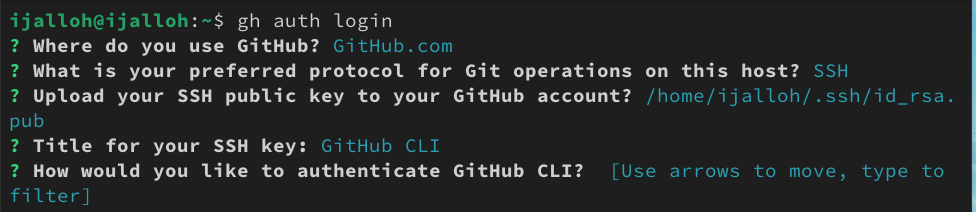 ijalloh@ijalloh:~$ gh auth login
? Where do you use GitHub? GitHub.com
? What is your preferred protocol for Git operations on this host? SSH
? Upload your SSH public key to your GitHub account? /home/ijalloh/.ssh/id_rsa.
pub
? Title for your SSH key: GitHub CLI
? How would you like to authenticate GitHub CLI?  [Use arrows to move, type to
filter]